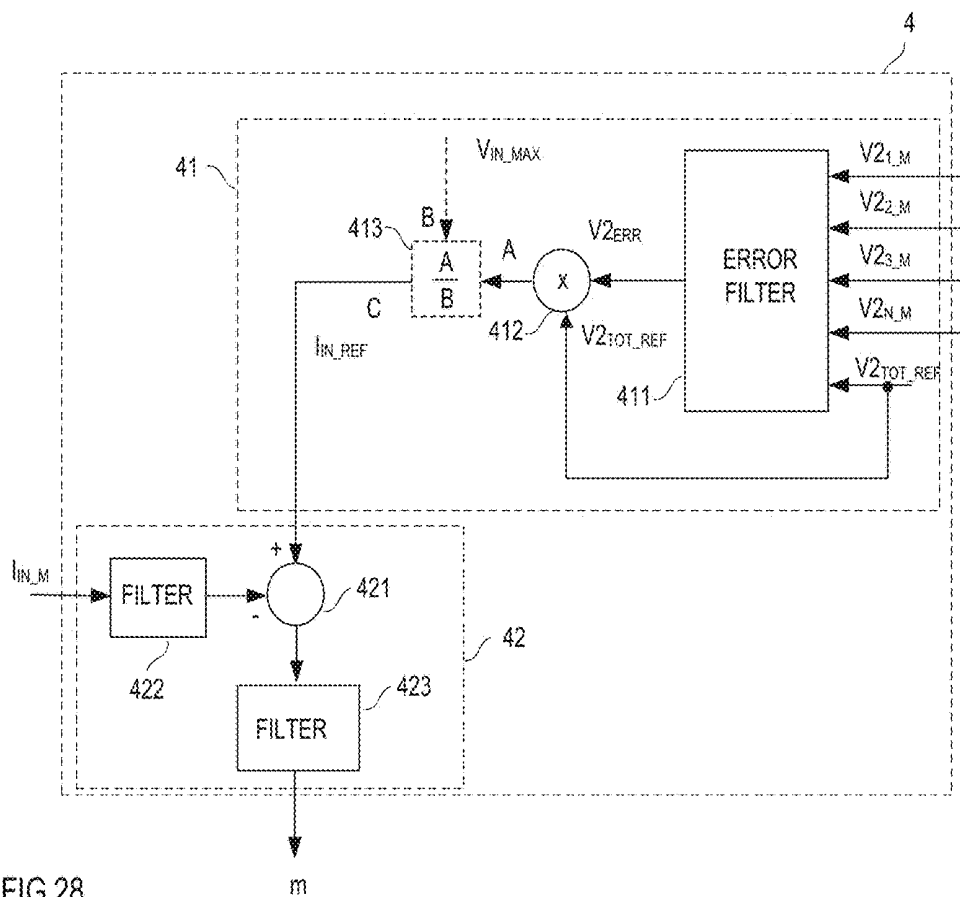 4
41
V_IN_MAX
B
413
A
B
C
A
V2_ERR
x
412
V2_TOT_REF
ERROR
FILTER
411
V2_1_M
V2_2_M
V2_3_M
V2_N_M
V2_TOT_REF
I_IN_REF
+
-
421
I_IN_M
FILTER
422
42
FILTER
423
m
FIG 28